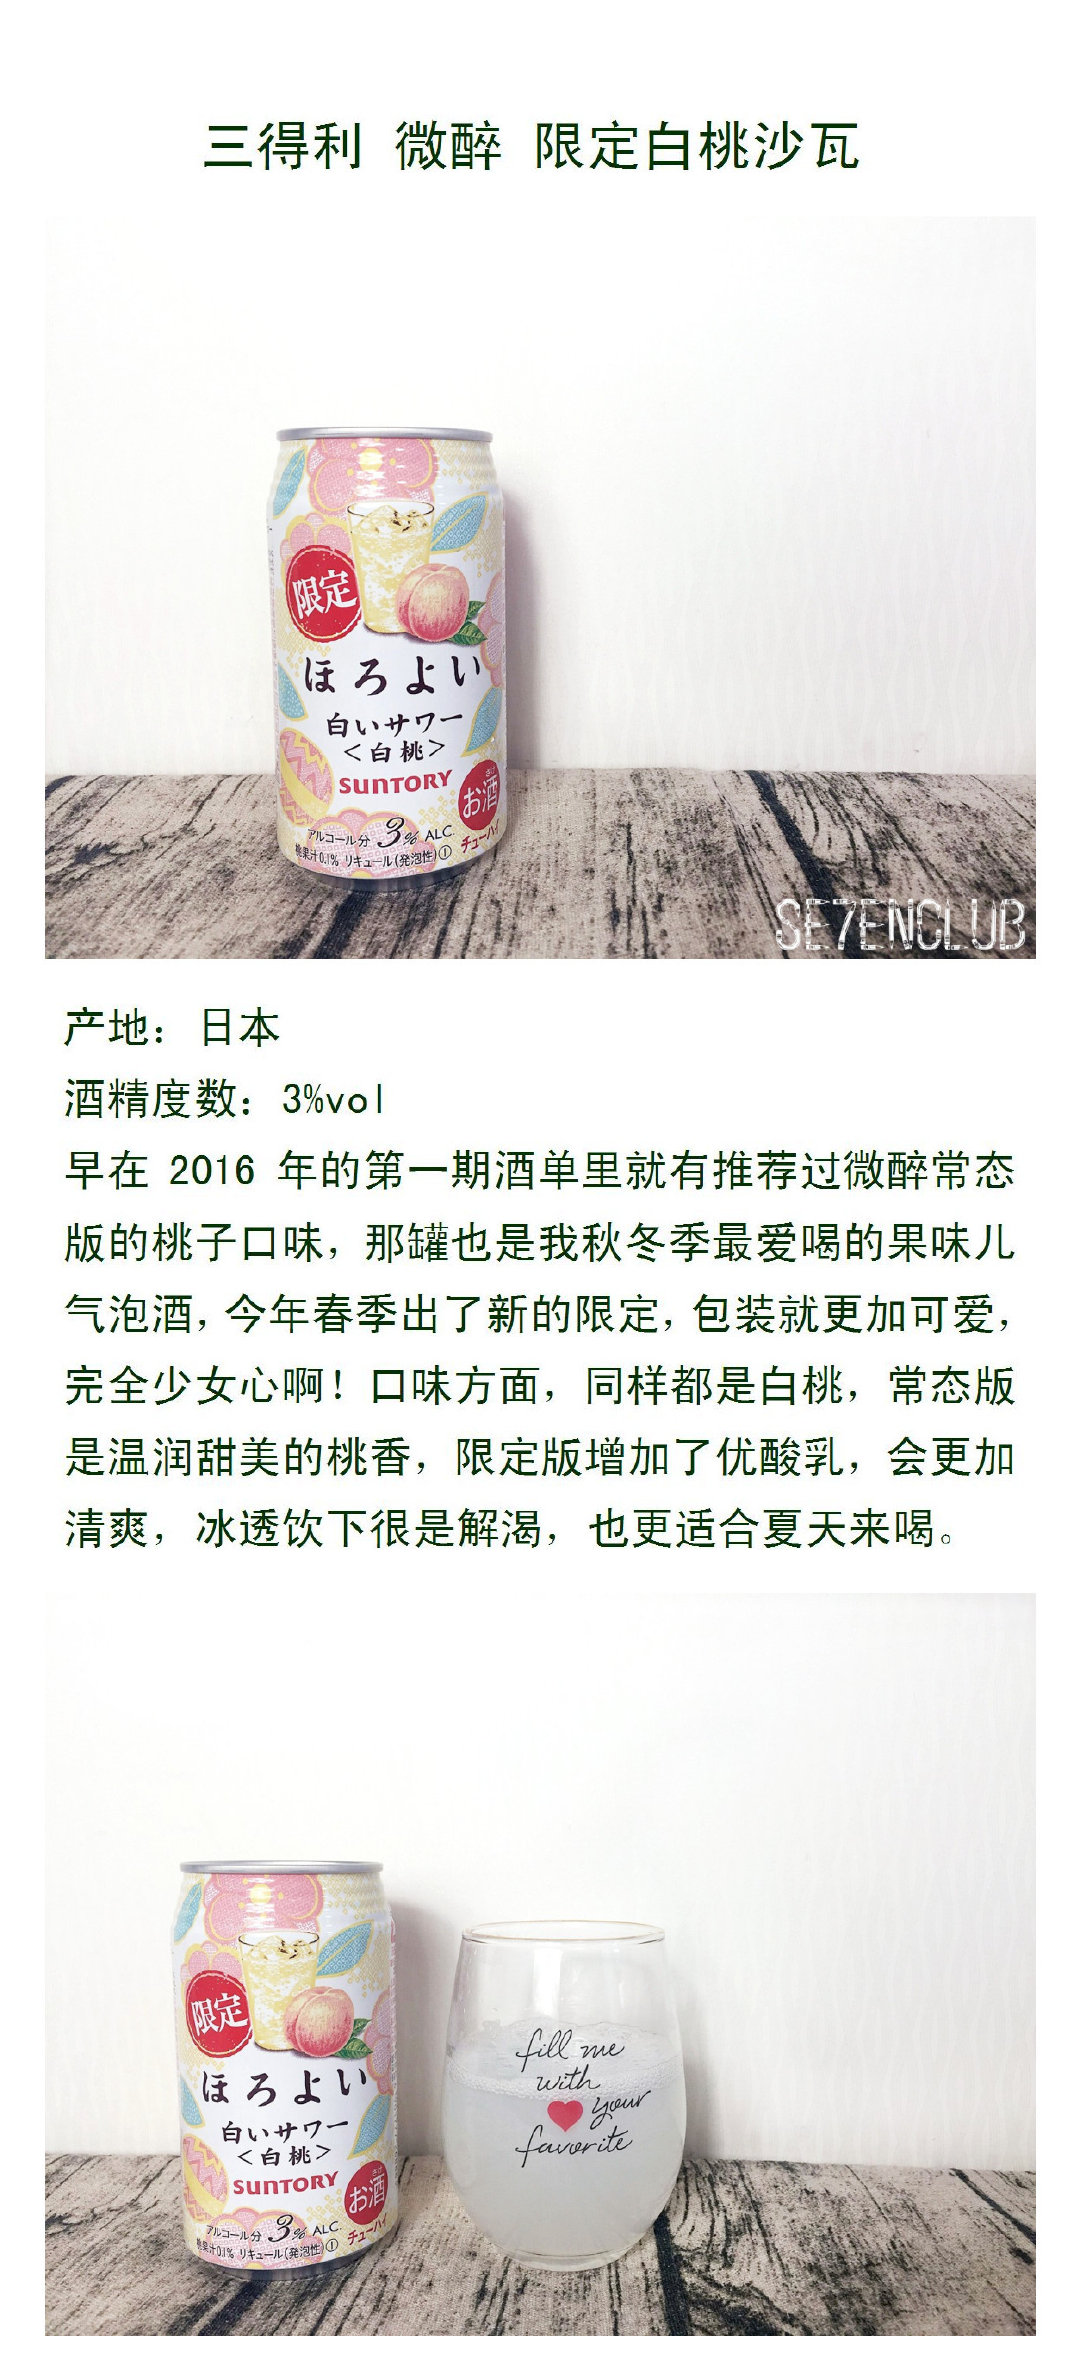 三得利 微醉 限定白桃沙瓦
限定
ほろよい
白いサワー
<白桃>
SUNTORY
お酒
さけ
チューハイ
アルコール分 3% ALC.
桃果汁0.1% リキュール(発泡性)①
SE7ENCLUB
产地：日本
酒精度数：3%vol
早在 2016 年的第一期酒单里就有推荐过微醉常态
版的桃子口味，那罐也是我秋冬季最爱喝的果味儿
气泡酒，今年春季出了新的限定，包装就更加可爱，
完全少女心啊！口味方面，同样都是白桃，常态版
是温润甜美的桃香，限定版增加了优酸乳，会更加
清爽，冰透饮下很是解渴，也更适合夏天来喝。
限定
ほろよい
白いサワー
<白桃>
SUNTORY
お酒
さけ
チューハイ
アルコール分 3% ALC.
桃果汁0.1% リキュール(発泡性)①
fill me
with
your
favorite